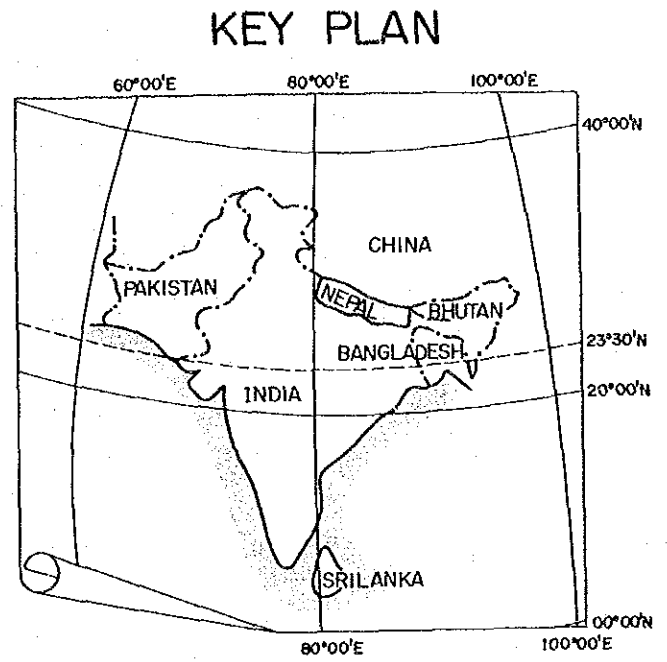 KEY PLAN
60°00'E 80°00'E 100°00'E
40°00'N
CHINA
PAKISTAN
NEPAL
BHUTAN
BANGLADESH
23°30'N
INDIA
20°00'N
SRILANKA
00°00'N
80°00'E 100°00'E